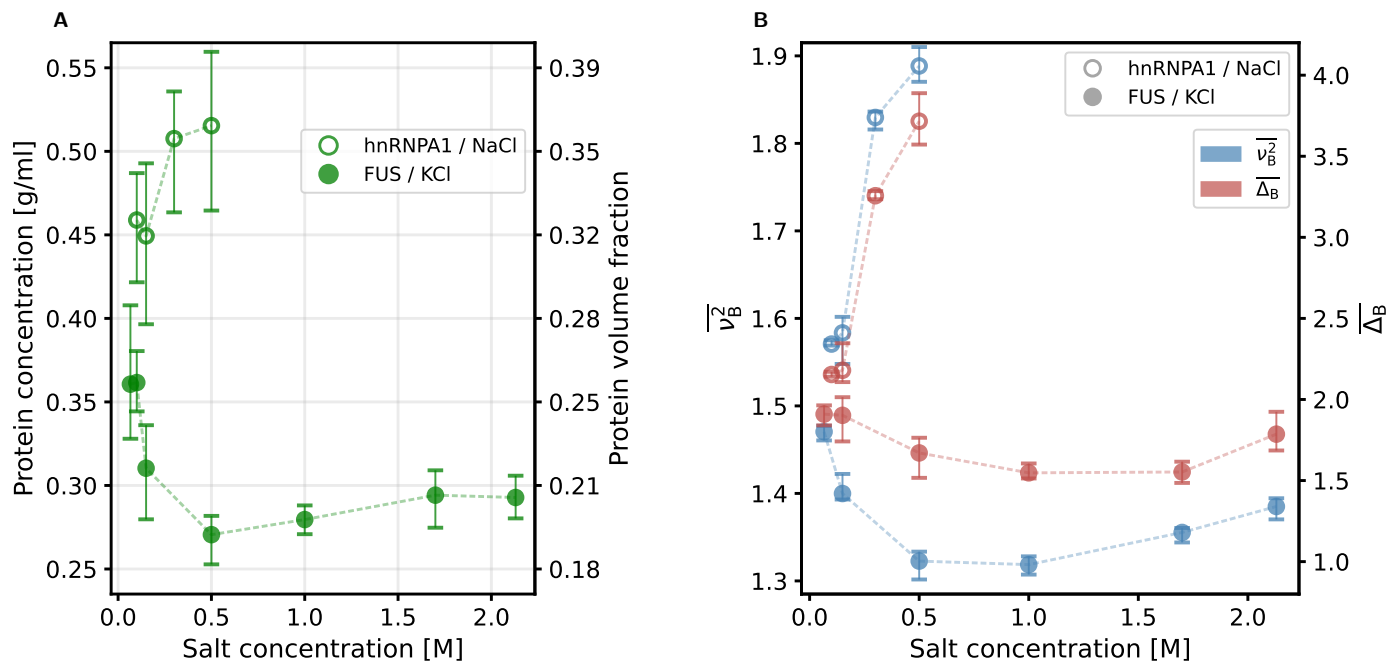 A
Protein concentration [g/ml]
0.55
0.50
0.45
0.40
0.35
0.30
0.25
hnRNPA1 / NaCl
FUS / KCl
0.39
0.35
0.32
0.28
0.25
0.21
0.18
Protein volume fraction
0.0 0.5 1.0 1.5 2.0
Salt concentration [M]
B
ν²_B
1.9
1.8
1.7
1.6
1.5
1.4
1.3
hnRNPA1 / NaCl
FUS / KCl
ν²_B
Δ_B
4.0
3.5
3.0
2.5
2.0
1.5
1.0
Δ_B
0.0 0.5 1.0 1.5 2.0
Salt concentration [M]